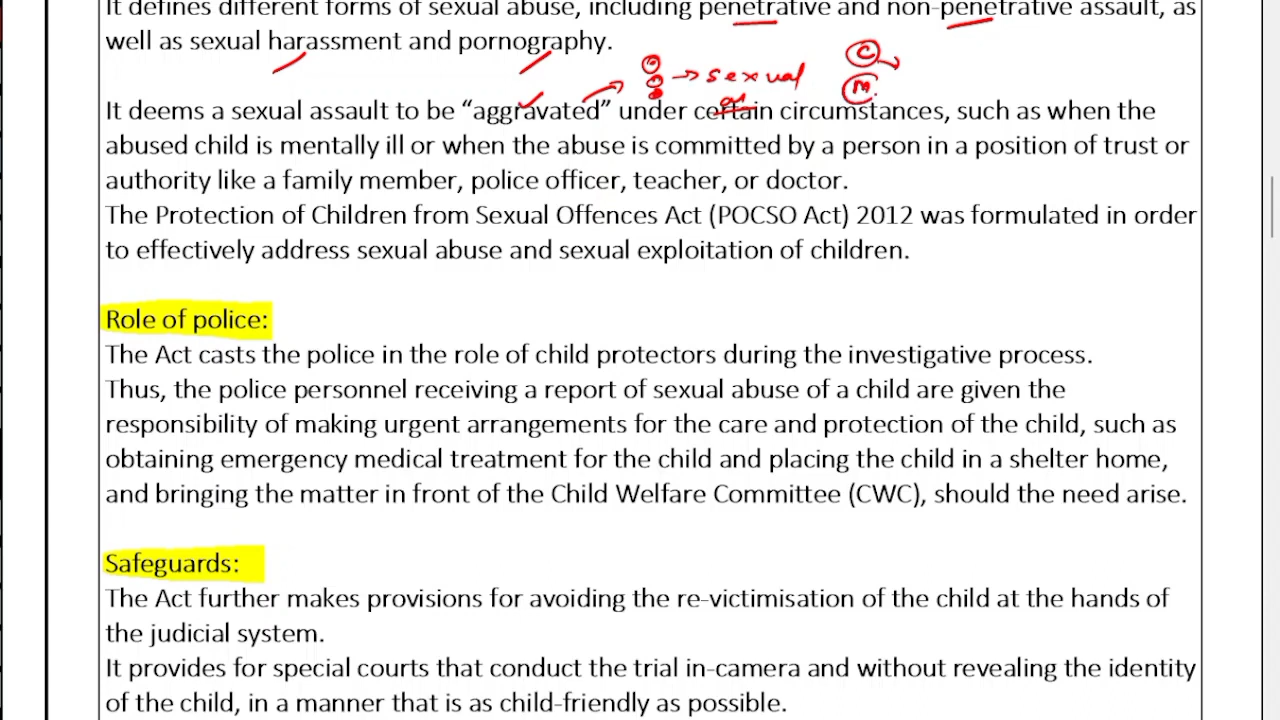 It defines different forms of sexual abuse, including penetrative and non-penetrative assault, as
well as sexual harassment and pornography.
→ sexual
C
M
It deems a sexual assault to be “aggravated” under certain circumstances, such as when the
abused child is mentally ill or when the abuse is committed by a person in a position of trust or
authority like a family member, police officer, teacher, or doctor.
The Protection of Children from Sexual Offences Act (POCSO Act) 2012 was formulated in order
to effectively address sexual abuse and sexual exploitation of children.
Role of police:
The Act casts the police in the role of child protectors during the investigative process.
Thus, the police personnel receiving a report of sexual abuse of a child are given the
responsibility of making urgent arrangements for the care and protection of the child, such as
obtaining emergency medical treatment for the child and placing the child in a shelter home,
and bringing the matter in front of the Child Welfare Committee (CWC), should the need arise.
Safeguards:
The Act further makes provisions for avoiding the re-victimisation of the child at the hands of
the judicial system.
It provides for special courts that conduct the trial in-camera and without revealing the identity
of the child, in a manner that is as child-friendly as possible.